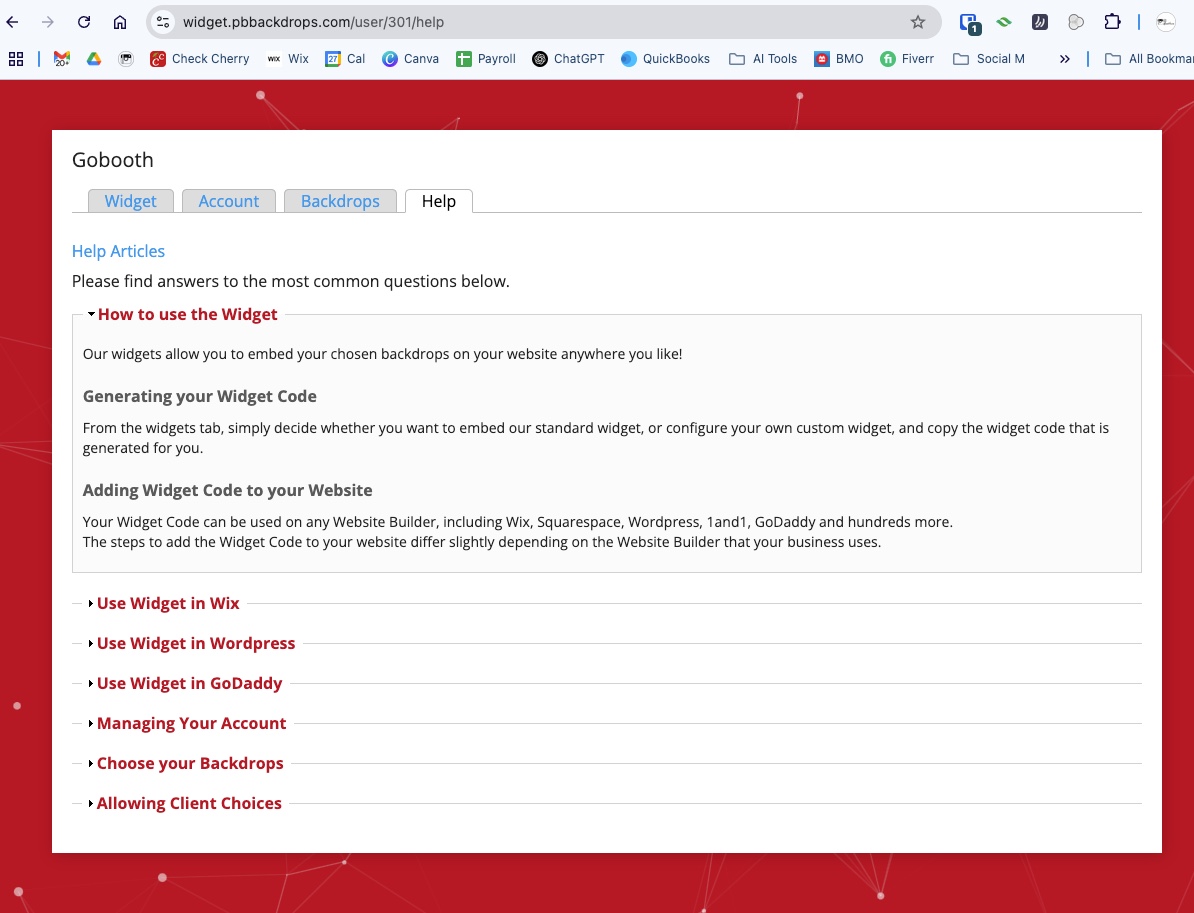 widget.pbbackdrops.com/user/301/help
1
20+
Check Cherry
WIX Wix
27 Cal
Canva
Payroll
ChatGPT
QuickBooks
AI Tools
BMO
fi Fiverr
Social M
»
All Bookmar
Gobooth
Widget
Account
Backdrops
Help
Help Articles
Please find answers to the most common questions below.
How to use the Widget
Our widgets allow you to embed your chosen backdrops on your website anywhere you like!
Generating your Widget Code
From the widgets tab, simply decide whether you want to embed our standard widget, or configure your own custom widget, and copy the widget code that is
generated for you.
Adding Widget Code to your Website
Your Widget Code can be used on any Website Builder, including Wix, Squarespace, Wordpress, 1and1, GoDaddy and hundreds more.
The steps to add the Widget Code to your website differ slightly depending on the Website Builder that your business uses.
Use Widget in Wix
Use Widget in Wordpress
Use Widget in GoDaddy
Managing Your Account
Choose your Backdrops
Allowing Client Choices